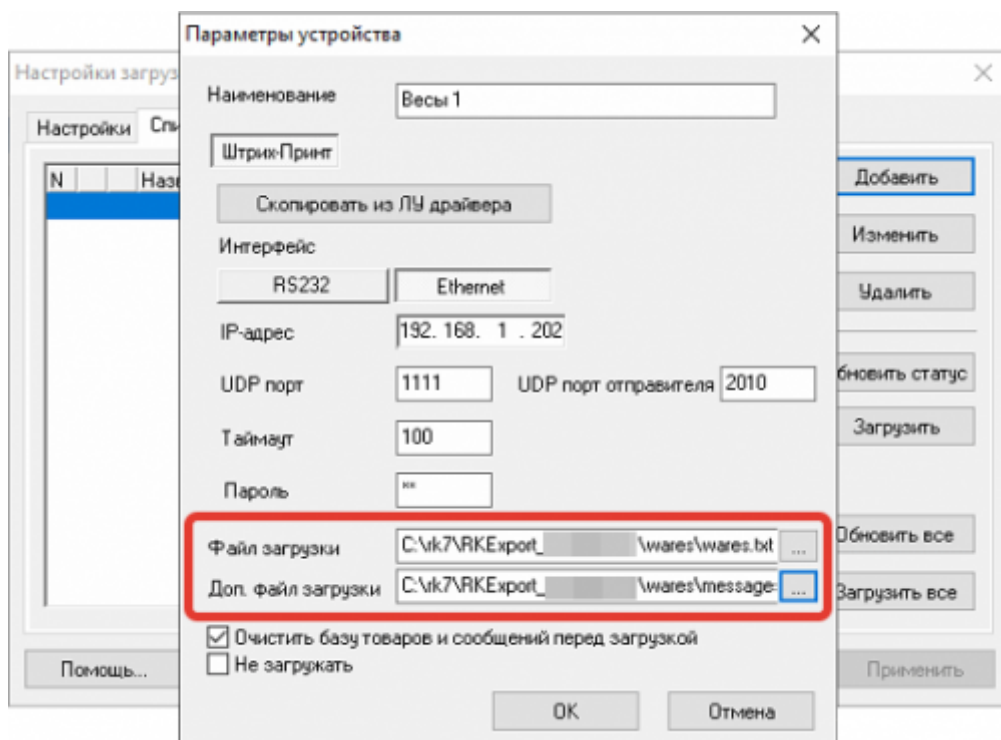 Параметры устройства
Настройки загруз
Наименование
Весы 1
Настройки
Спи
Штрих-Принт
N
Назв
Добавить
Скопировать из ЛУ драйвера
Изменить
Интерфейс
RS232
Ethernet
Удалить
IP-адрес
192. 168. 1 . 202
UDP порт
1111
UDP порт отправителя
2010
бновить статус
Таймаут
100
Загрузить
Пароль
**
Файл загрузки
C:\rk7\RKExport_ \wares\wares.txt
...
Обновить все
Доп. файл загрузки
C:\rk7\RKExport_ \wares\message
...
Загрузить все
Очистить базу товаров и сообщений перед загрузкой
Не загружать
Помощь...
Применить
OK
Отмена